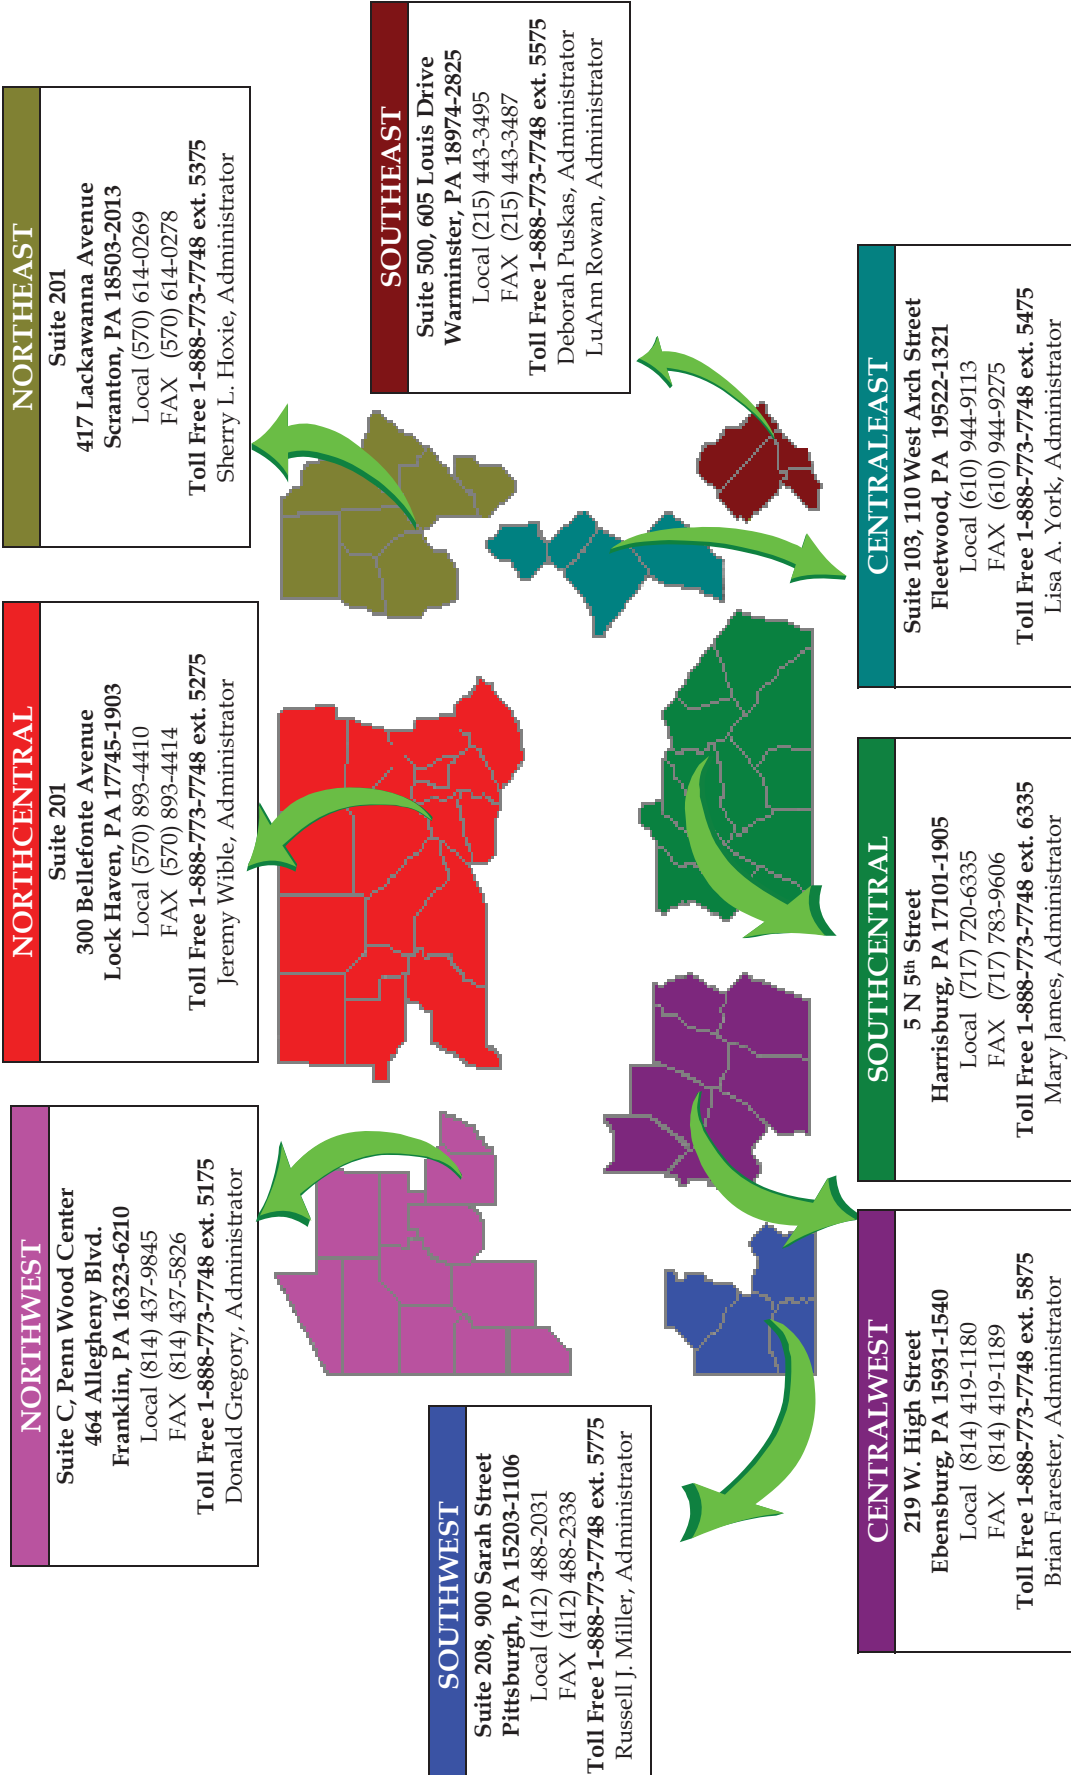 NORTHWEST
Suite C, Penn Wood Center
464 Allegheny Blvd.
Franklin, PA 16323-6210
Local (814) 437-9845
FAX (814) 437-5826
Toll Free 1-888-773-7748 ext. 5175
Donald Gregory, Administrator
NORTHCENTRAL
Suite 201
300 Bellefonte Avenue
Lock Haven, PA 17745-1903
Local (570) 893-4410
FAX (570) 893-4414
Toll Free 1-888-773-7748 ext. 5275
Jeremy Wible, Administrator
NORTHEAST
Suite 201
417 Lackawanna Avenue
Scranton, PA 18503-2013
Local (570) 614-0269
FAX (570) 614-0278
Toll Free 1-888-773-7748 ext. 5375
Sherry L. Hoxie, Administrator
SOUTHWEST
Suite 208, 900 Sarah Street
Pittsburgh, PA 15203-1106
Local (412) 488-2031
FAX (412) 488-2338
Toll Free 1-888-773-7748 ext. 5775
Russell J. Miller, Administrator
SOUTHEAST
Suite 500, 605 Louis Drive
Warminster, PA 18974-2825
Local (215) 443-3495
FAX (215) 443-3487
Toll Free 1-888-773-7748 ext. 5575
Deborah Puskas, Administrator
LuAnn Rowan, Administrator
CENTRALWEST
219 W. High Street
Ebensburg, PA 15931-1540
Local (814) 419-1180
FAX (814) 419-1189
Toll Free 1-888-773-7748 ext. 5875
Brian Farester, Administrator
SOUTHCENTRAL
5 N 5th Street
Harrisburg, PA 17101-1905
Local (717) 720-6335
FAX (717) 783-9606
Toll Free 1-888-773-7748 ext. 6335
Mary James, Administrator
CENTRALEAST
Suite 103, 110 West Arch Street
Fleetwood, PA 19522-1321
Local (610) 944-9113
FAX (610) 944-9275
Toll Free 1-888-773-7748 ext. 5475
Lisa A. York, Administrator